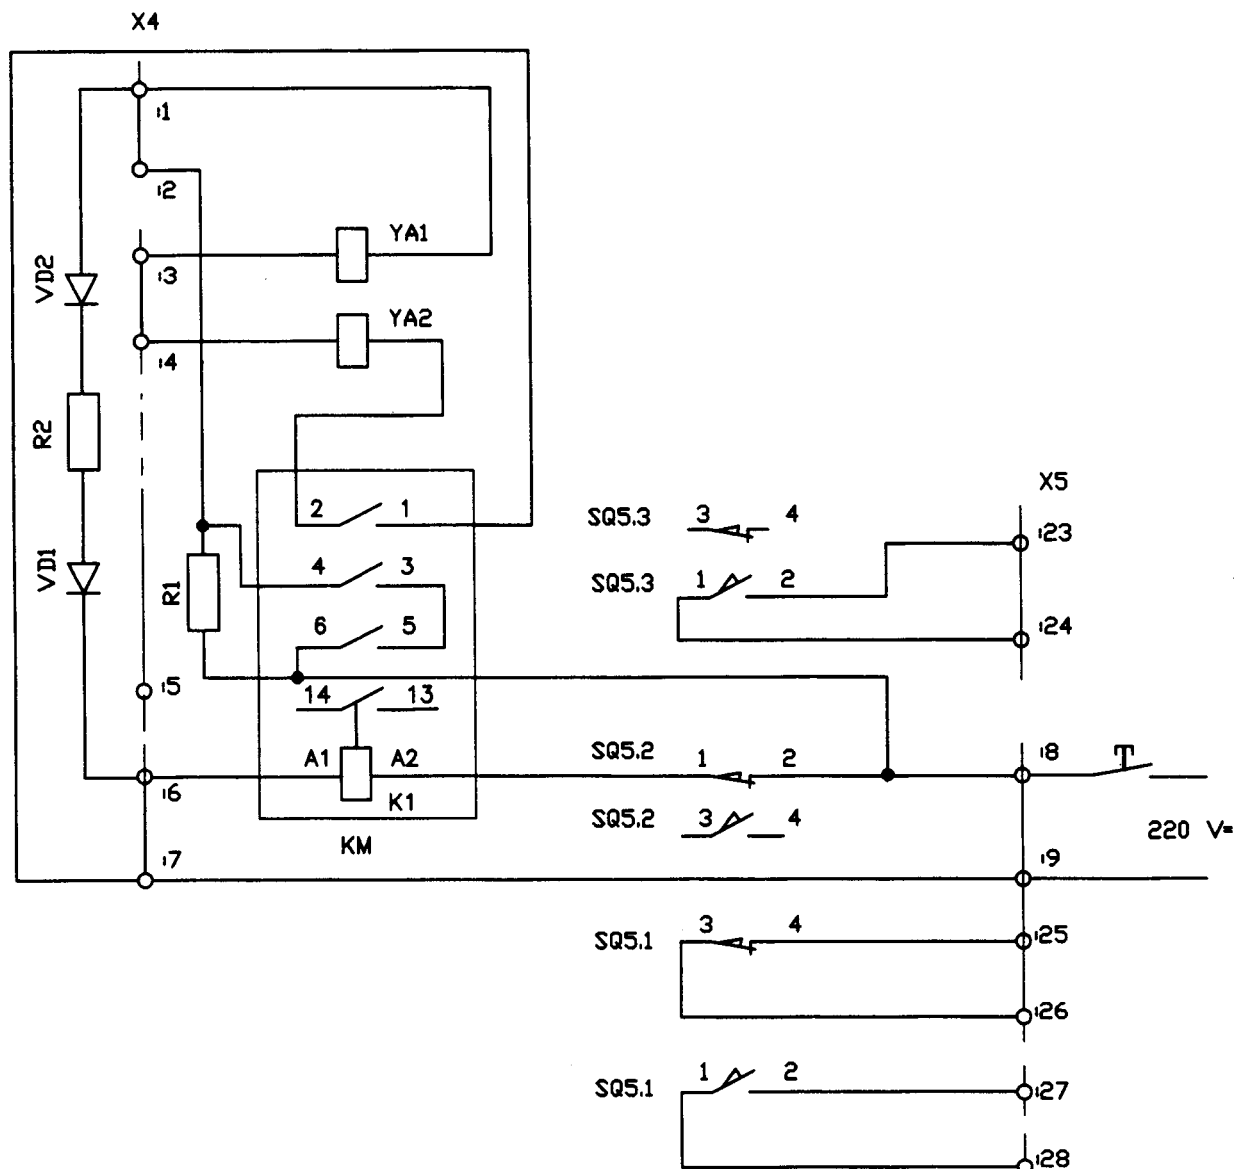 X4
:1
:2
YA1
:3
VD2
YA2
:4
R2
X5
2 1
SQ5.3 3 4
:23
VD1
R1
4 3
SQ5.3 1 2
6 5
:24
:5
14 13
A1 A2
SQ5.2 1 2
:8
:6
K1
SQ5.2 3 4
220 V=
KM
:7
:9
SQ5.1 3 4
:25
:26
SQ5.1 1 2
:27
:28